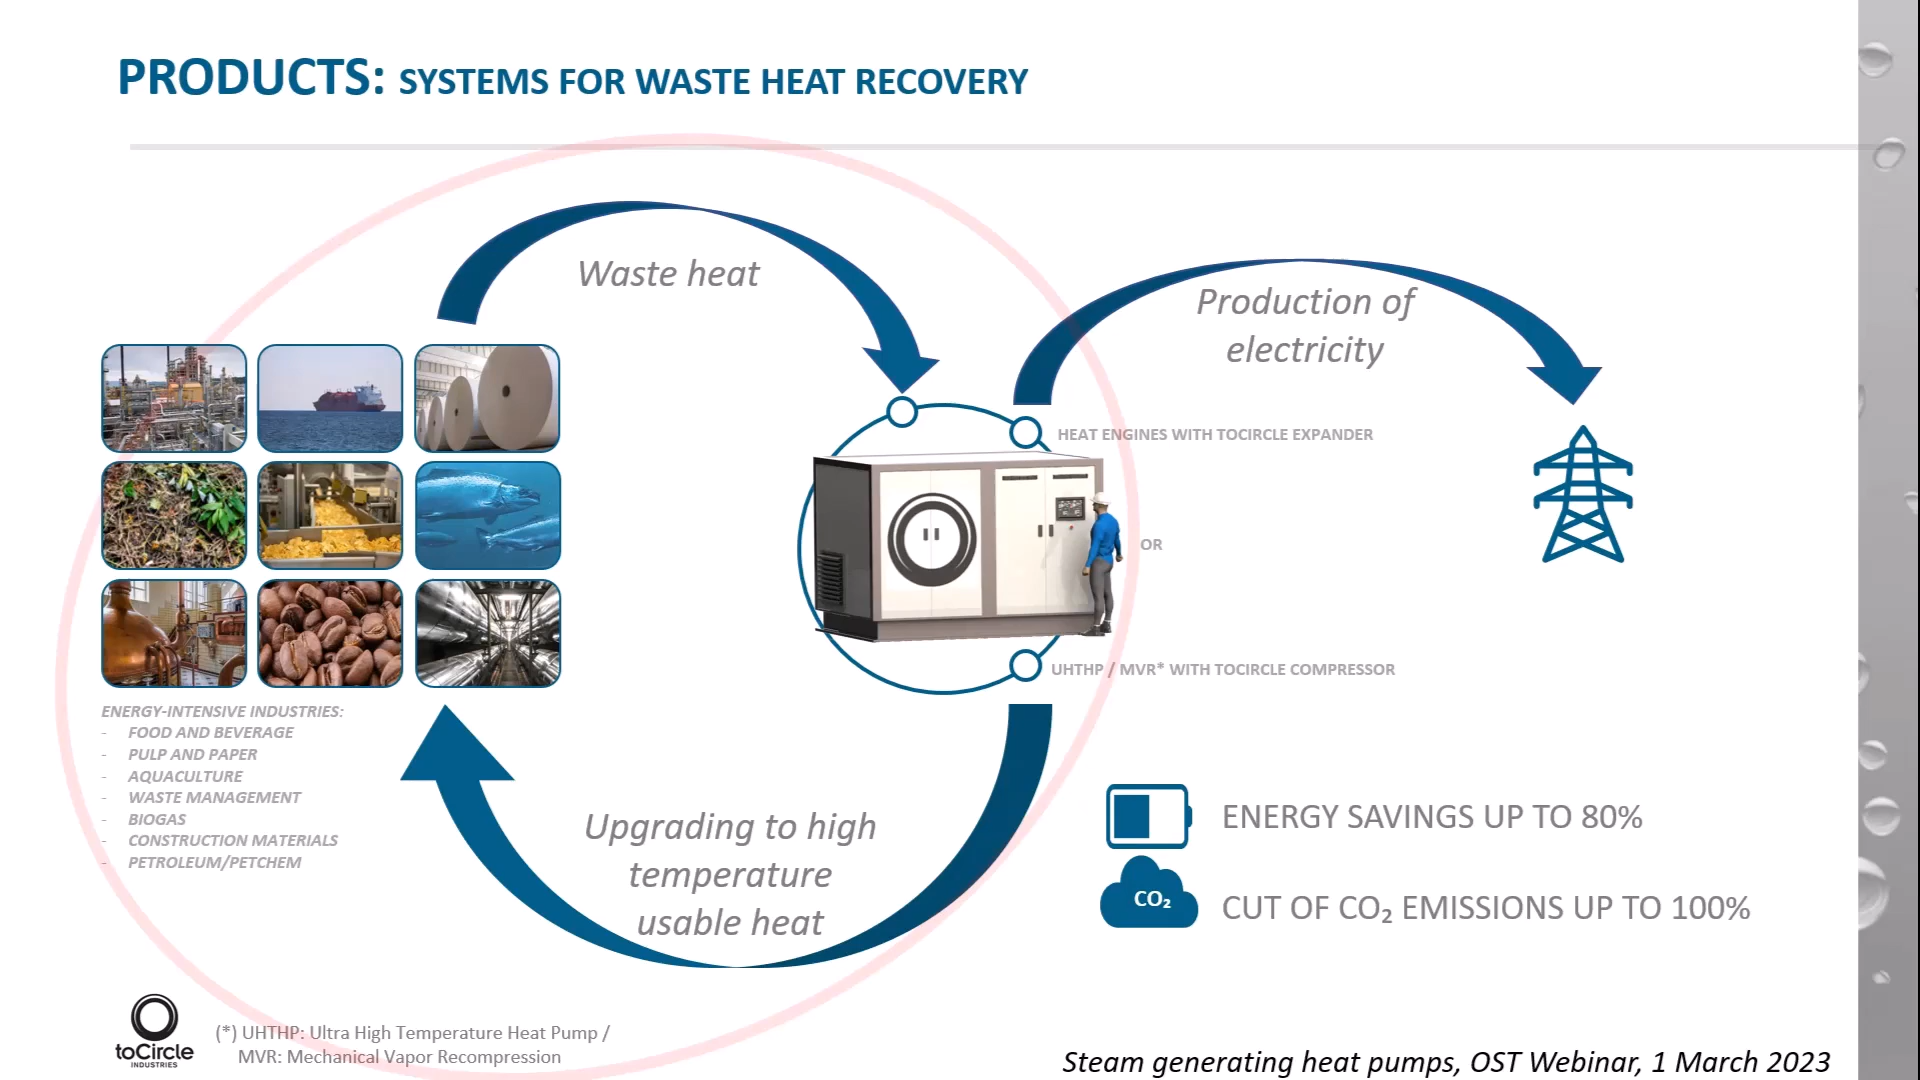 PRODUCTS: SYSTEMS FOR WASTE HEAT RECOVERY
Waste heat
Production of
electricity
HEAT ENGINES WITH TOCIRCLE EXPANDER
OR
UHTHP / MVR* WITH TOCIRCLE COMPRESSOR
ENERGY-INTENSIVE INDUSTRIES:
- FOOD AND BEVERAGE
- PULP AND PAPER
- AQUACULTURE
- WASTE MANAGEMENT
- BIOGAS
- CONSTRUCTION MATERIALS
- PETROLEUM/PETCHEM
Upgrading to high
temperature
usable heat
ENERGY SAVINGS UP TO 80%
CO₂
CUT OF CO₂ EMISSIONS UP TO 100%
toCircle
INDUSTRIES
(*) UHTHP: Ultra High Temperature Heat Pump /
MVR: Mechanical Vapor Recompression
Steam generating heat pumps, OST Webinar, 1 March 2023